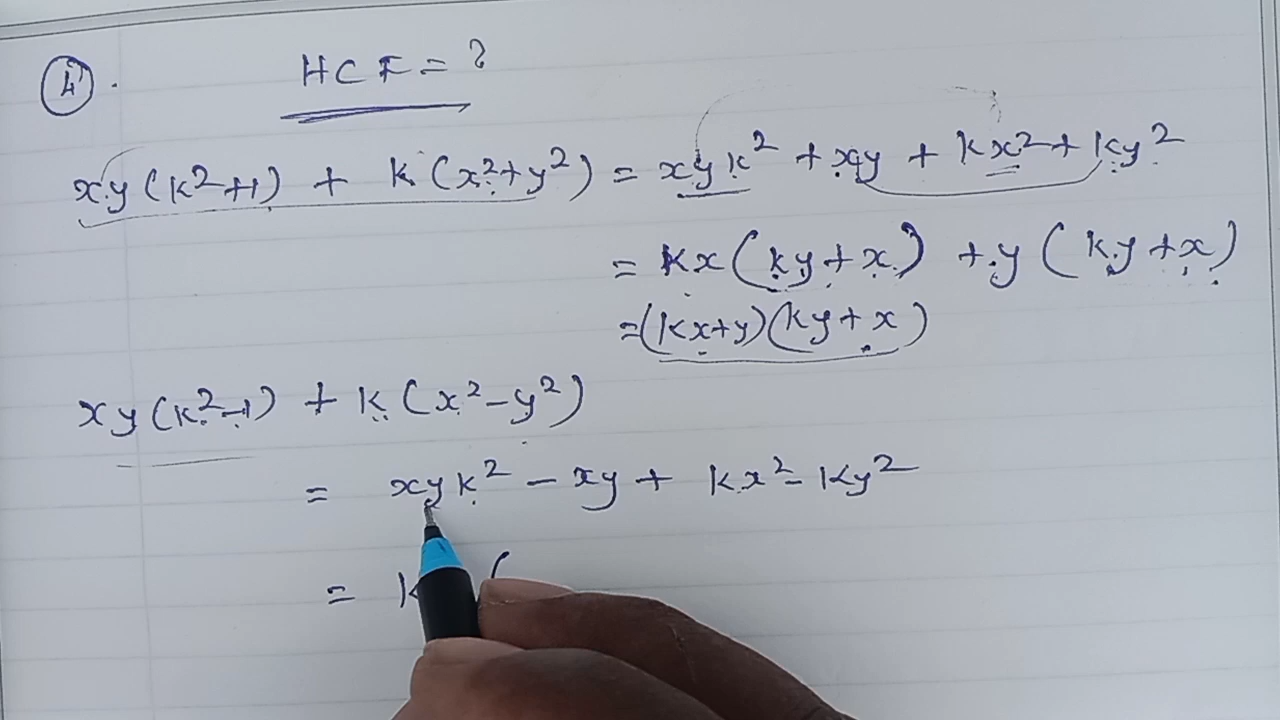 4.
HCF = ?
xy(k²+1) + k(x²+y²) = xyk² + xy + kx² + ky²
= kx(ky+x) + y(ky+x)
=(kx+y)(ky+x)
xy(k²-1) + k(x²-y²)
= xyk² - xy + kx² - ky²
= k (